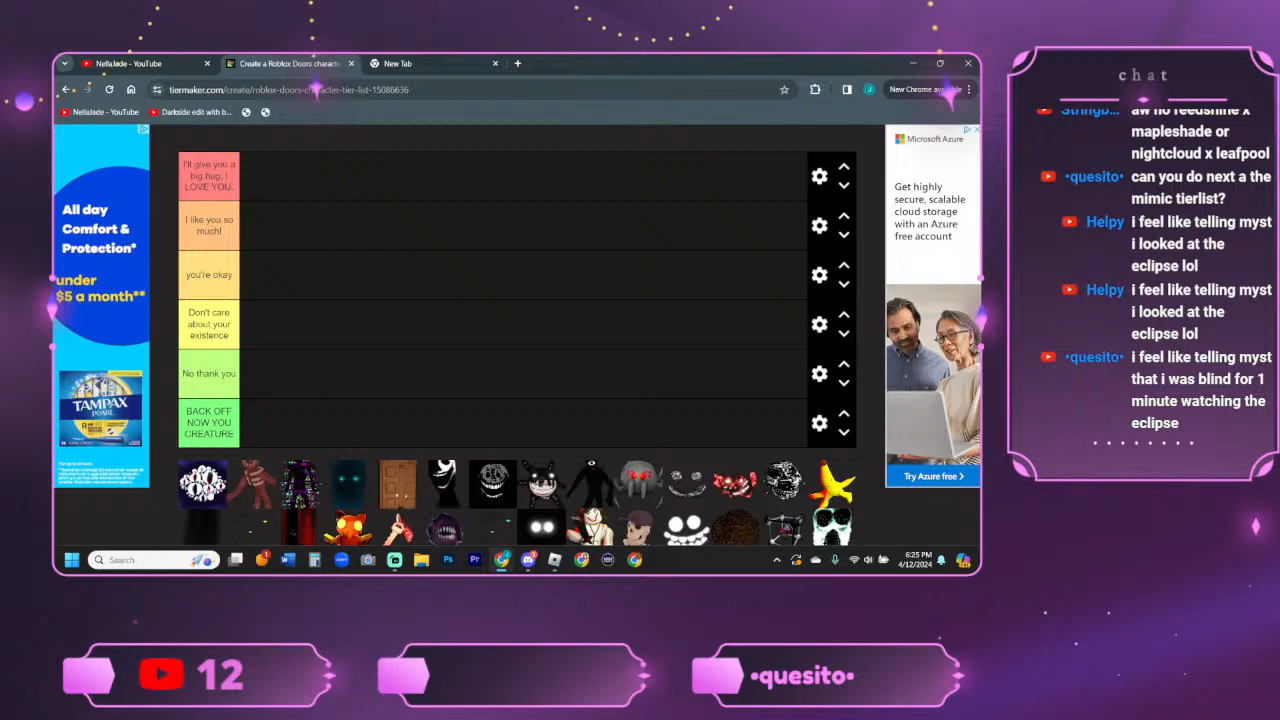 NellaJade - YouTube
Create a Roblox Doors charact
New Tab
tiermaker.com/create/roblox-doors-character-tier-list-15086636
New Chrome available
NellaJade - YouTube
Darkside edit with b...
All day
Comfort &
Protection*
under
$5 a month**
TAMPAX
PEARL
I'll give you a
big hug, I
LOVE YOU.
I like you so
much!
you're okay
Don't care
about your
existence
No thank you
BACK OFF
NOW YOU
CREATURE
Microsoft Azure
Get highly
secure, scalable
cloud storage
with an Azure
free account
Try Azure free >
Search
6:25 PM
4/12/2024
chat
Stringb... aw no reedshine x
mapleshade or
nightcloud x leafpool
•quesito• can you do next a the
mimic tierlist?
Helpy i feel like telling myst
i looked at the
eclipse lol
Helpy i feel like telling myst
i looked at the
eclipse lol
•quesito• i feel like telling myst
that i was blind for 1
minute watching the
eclipse
12
•quesito•